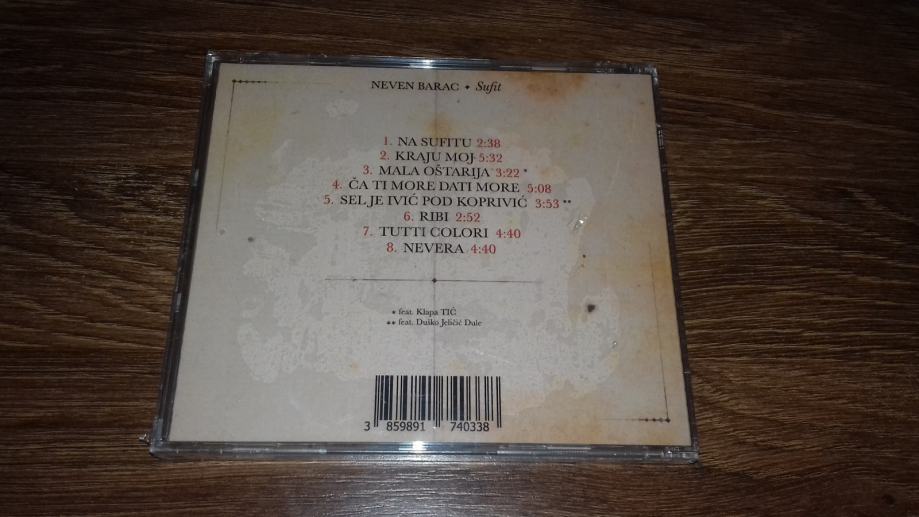 NEVEN BARAC ✦ Sufit
1. NA SUFITU 2:38
2. KRAJU MOJ 5:32
3. MALA OŠTARIJA 3:22 *
4. ČA TI MORE DATI MORE 5:08
5. SEL JE IVIĆ POD KOPRIVIĆ 3:53 **
6. RIBI 2:52
7. TUTTI COLORI 4:40
8. NEVERA 4:40
* feat. Klapa TIĆ
** feat. Duško Jeličić Dule
3 859891 740338